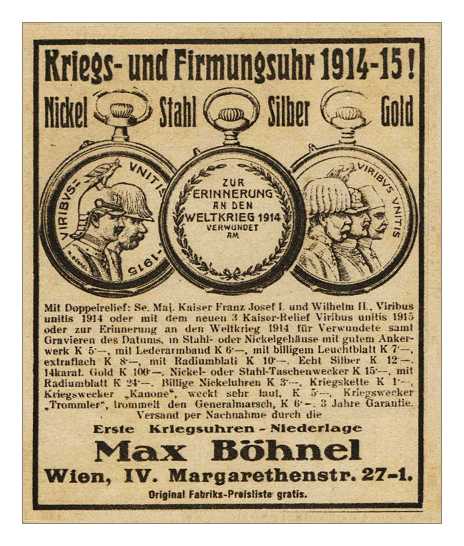 Kriegs- und Firmungsuhr 1914-15!
Nickel Stahl Silber Gold
VIRIBUS UNITIS
1915
ZUR
ERINNERUNG
AN DEN
WELTKRIEG 1914
VERWUNDET
AM
VIRIBVS VNITIS
Mit Doppelrelief: Se. Maj. Kaiser Franz Josef I. und Wilhelm II., Viribus
unitis 1914 oder mit dem neuen 3 Kaiser-Relief Viribus unitis 1915
oder zur Erinnerung an den Weltkrieg 1914 für Verwundete samt
Gravieren des Datums, in Stahl- oder Nickelgehäuse mit gutem Anker-
werk K 5·—, mit Lederarmband K 6·—, mit billigem Leuchtblatt K 7·—,
extraflach K 8·—, mit Radiumblatt K 10·—. Echt Silber K 12—.
14karat. Gold K 100·—, Nickel- oder Stahl-Taschenwecker K 15·—, mit
Radiumblatt K 24·—. Billige Nickeluhren K 3·—, Kriegskette K 1·—,
Kriegswecker „Kanone“, weckt sehr laut, K 5·—, Kriegswecker
„Trommler“, trommelt den Generalmarsch, K 6·—. 3 Jahre Garantie.
Versand per Nachnahme durch die
Erste Kriegsuhren-Niederlage
Max Böhnel
Wien, IV. Margarethenstr. 27-1.
Original Fabriks-Preisliste gratis.